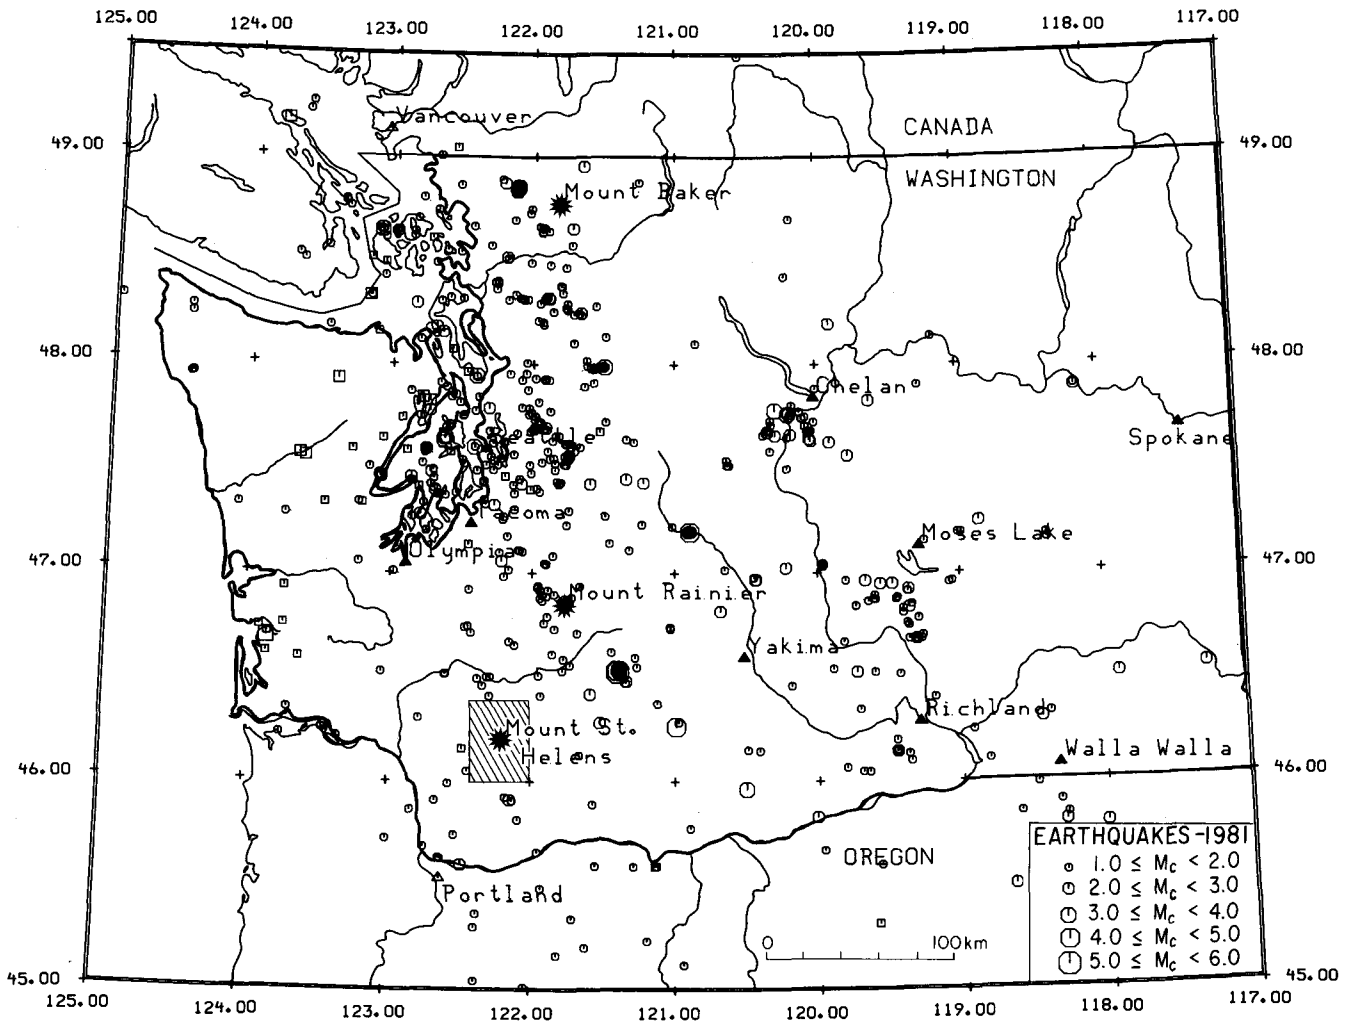 125.00 124.00 123.00 122.00 121.00 120.00 119.00 118.00 117.00
Vancouver
CANADA
49.00 49.00
WASHINGTON
Mount Baker
48.00 48.00
Chelan
Seattle
Spokane
Tacoma
Moses Lake
Olympia
47.00 47.00
Mount Rainier
Yakima
Richland
Mount St.
Helens
Walla Walla
46.00 46.00
EARTHQUAKES-1981
1.0 ≤ Mc < 2.0
2.0 ≤ Mc < 3.0
3.0 ≤ Mc < 4.0
4.0 ≤ Mc < 5.0
5.0 ≤ Mc < 6.0
OREGON
Portland
0 100km
45.00 45.00
125.00 124.00 123.00 122.00 121.00 120.00 119.00 118.00 117.00